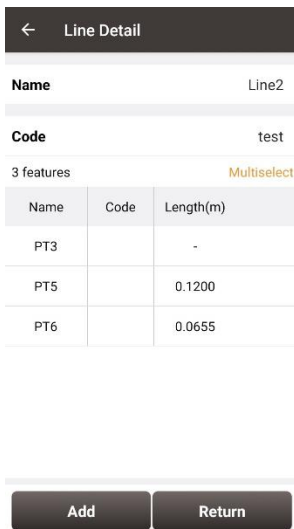 ← Line Detail
Name Line2
Code test
3 features Multiselect
Name Code Length(m)
PT3 -
PT5 0.1200
PT6 0.0655
Add Return